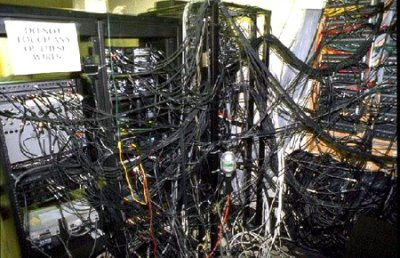 DO NOT
TOUCH ANY
OF THESE
WIRES